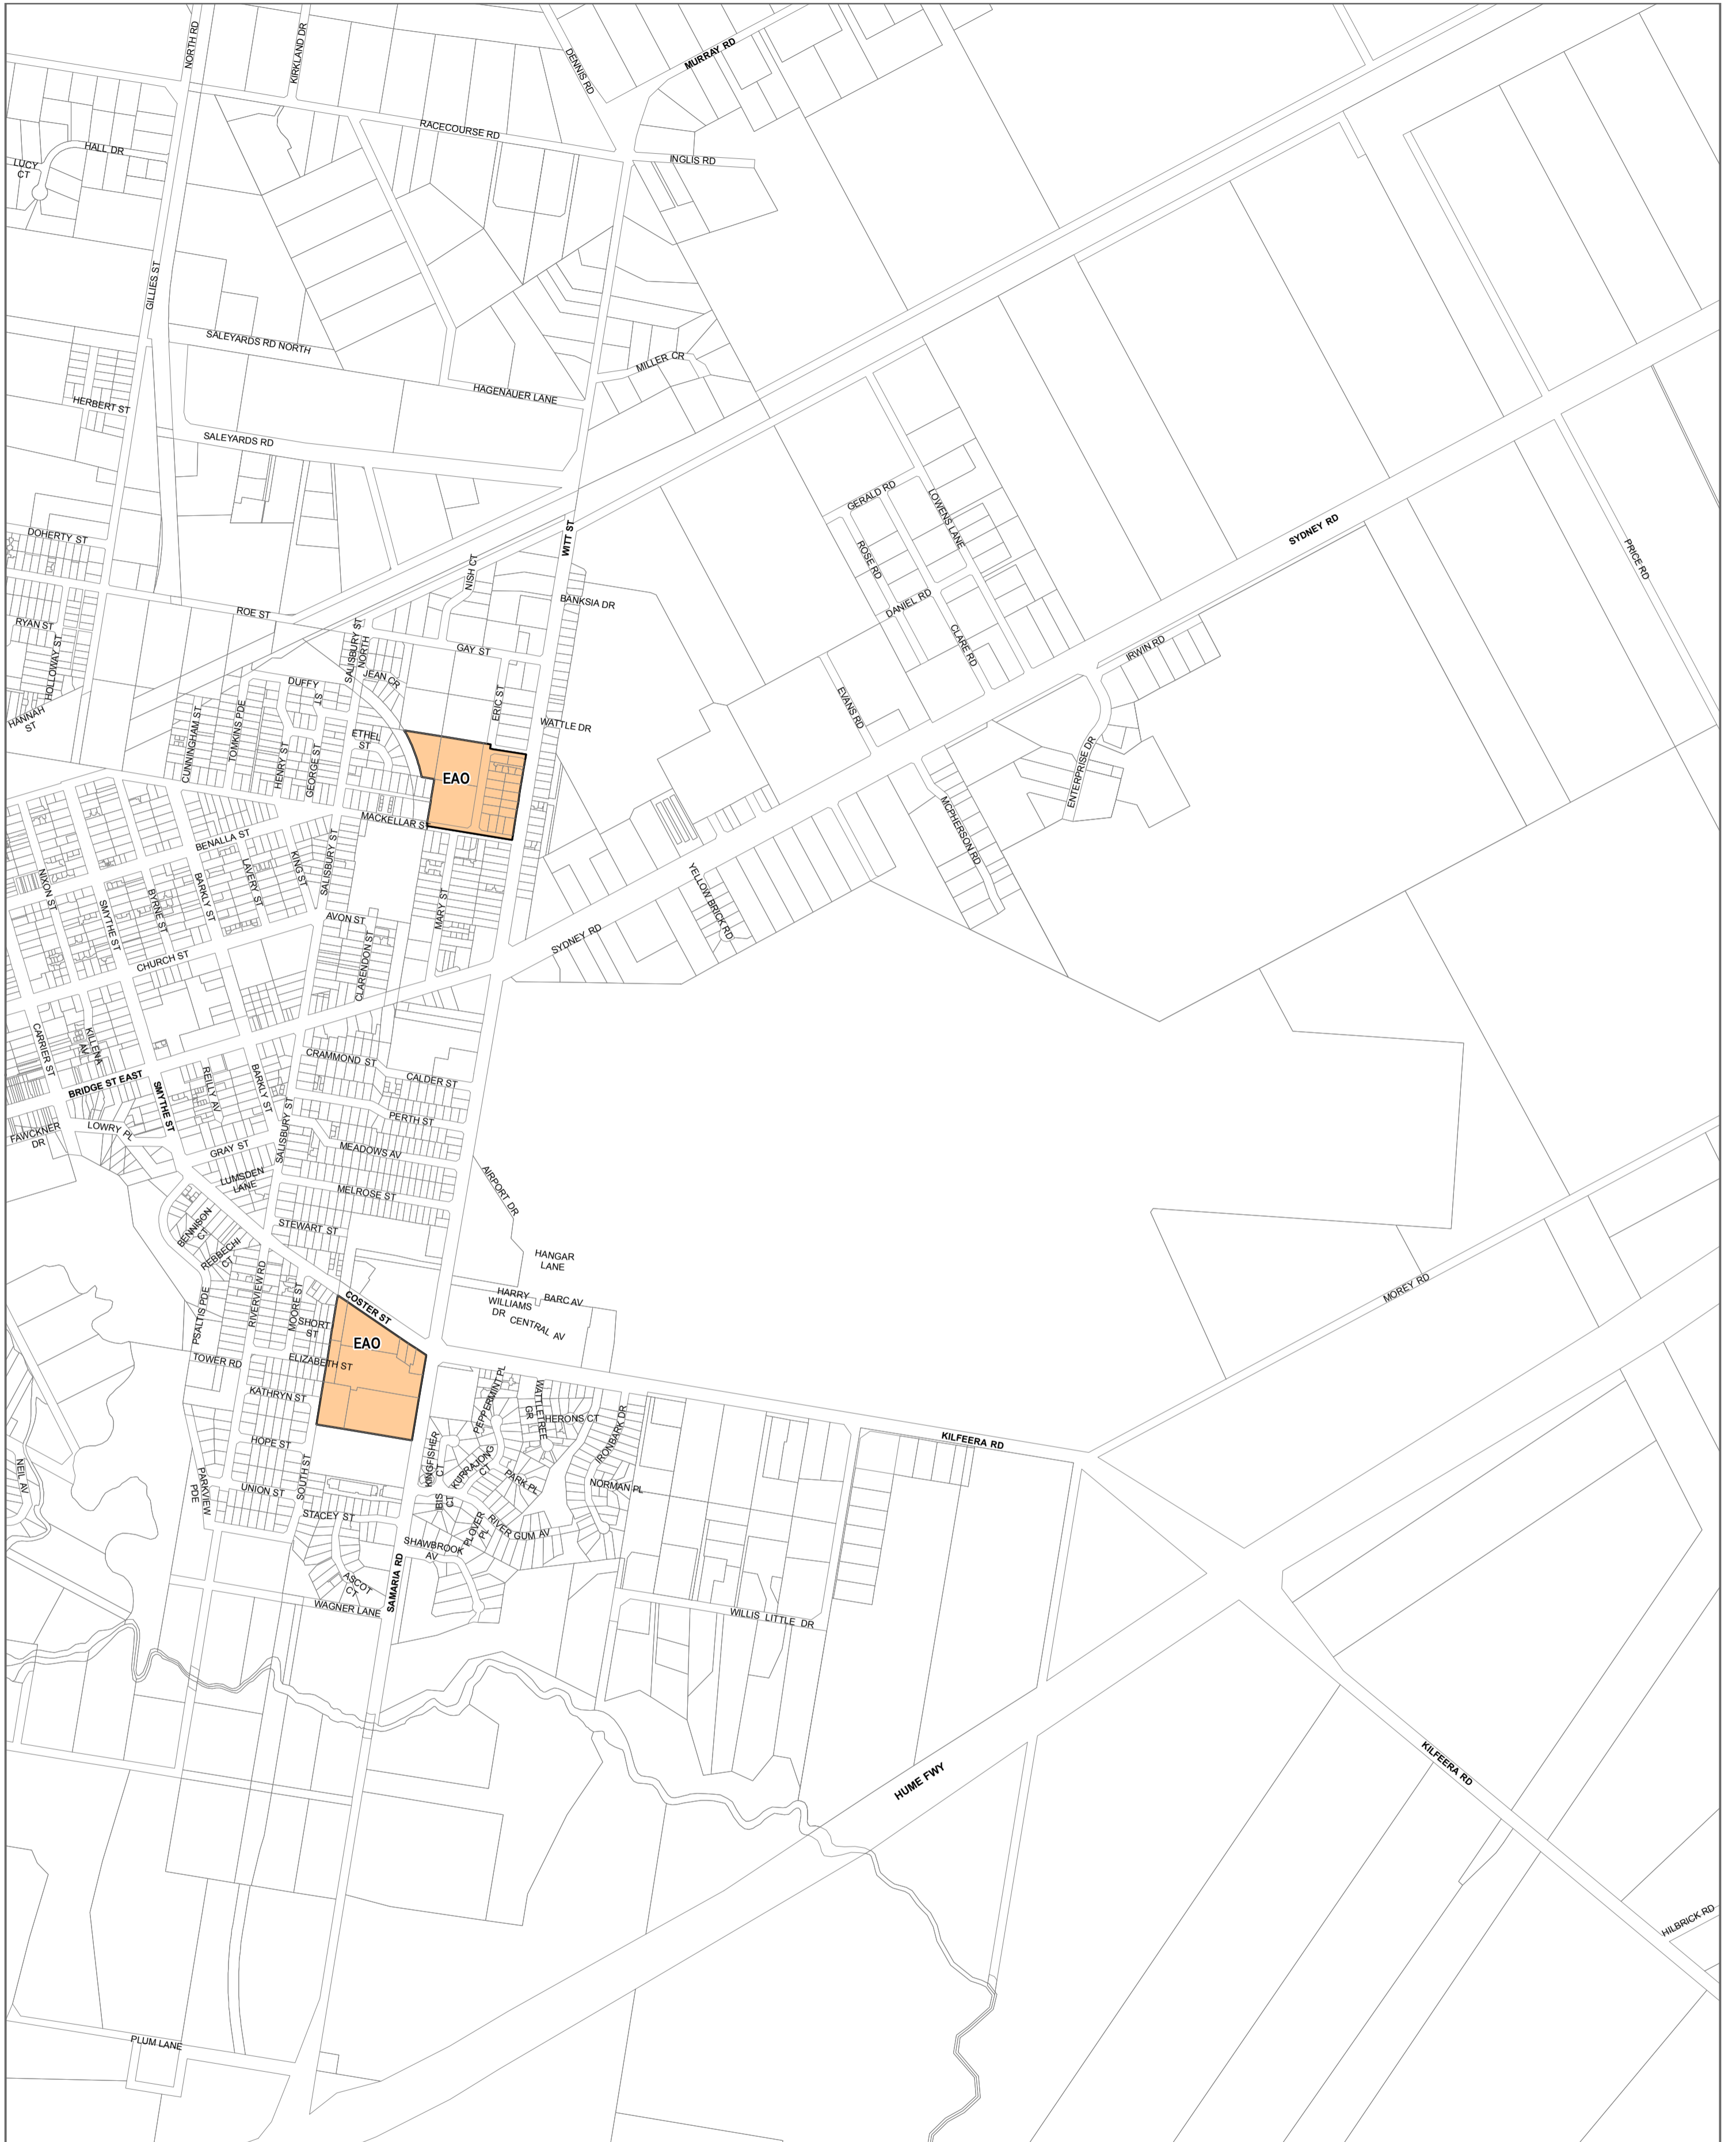 NORTH RD
KIRKLAND DR
DENNIS RD
MURRAY RD
RACECOURSE RD
INGLIS RD
HALL DR
LUCY
CT
GILLIES ST
SALEYARDS RD NORTH
MILLER CR
HAGENAUER LANE
HERBERT ST
SALEYARDS RD
GERALD RD
LOWENS LANE
ROSE RD
SYDNEY RD
PRICE RD
DOHERTY ST
WITT ST
NISH CT
BANKSIA DR
DANIEL RD
CLARE RD
ROE ST
RYAN ST
HOLLOWAY ST
SALISBURY ST
NORTH
GAY ST
IRWIN RD
JEAN CR
DUFFY
ST
ERIC ST
EVANS RD
HANNAH
ST
CUNNINGHAM ST
TOMKINS PDE
HENRY ST
GEORGE ST
ETHEL
ST
WATTLE DR
EAO
ENTERPRISE DR
MACKELLAR ST
MCPHERSON RD
BENALLA ST
NIXON ST
SMYTHE ST
BYRNE ST
BARKLY ST
LAVERY ST
KING ST
SALISBURY ST
YELLOW BRICK RD
MARY ST
AVON ST
CLARENDON ST
SYDNEY RD
CHURCH ST
CARRIER ST
KILLENA
AV
CRAMMOND ST
CALDER ST
BRIDGE ST EAST
SMYTHE ST
REILLY AV
BARKLY ST
SALISBURY ST
PERTH ST
FAWCKNER
DR
LOWRY PL
GRAY ST
MEADOWS AV
LUMSDEN
LANE
MELROSE ST
AIRPORT DR
BENNISON
CT
STEWART ST
REBBECHI
CT
HANGAR
LANE
PSALTIS PDE
RIVERVIEW RD
MOORE ST
HARRY
WILLIAMS
DR
BARC AV
CENTRAL AV
MOREY RD
COSTER ST
SHORT
ST
EAO
TOWER RD
ELIZABETH ST
KATHRYN ST
PEPPERMINT PL
WATTLETREE
GR
HERONS CT
IRONBARK DR
KILFEERA RD
HOPE ST
KINGFISHER
CT
KURRAJONG
CT
PARK PL
NORMAN PL
NEIL AV
PARKVIEW
PDE
UNION ST
SOUTH ST
IBIS
CT
STACEY ST
PLOVER
PL
RIVER GUM AV
SHAWBROOK
AV
SAMARIA RD
ASCOT
CT
WAGNER LANE
WILLIS LITTLE DR
HUME FWY
KILFEERA RD
HILBRICK RD
PLUM LANE